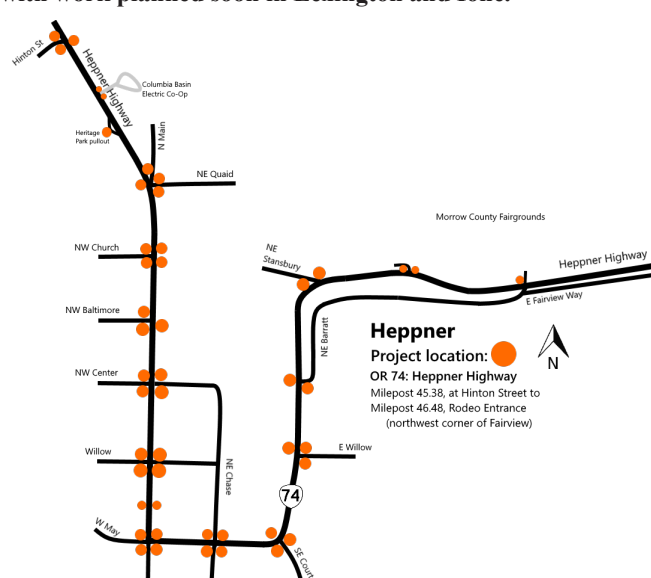 with work planned soon in Lexington and Ione.
Hinton St
Heppner Highway
Columbia Basin
Electric Co-Op
Heritage
Park pullout
N Main
NE Quaid
Morrow County Fairgrounds
NW Church
NE
Stansbury
Heppner Highway
E Fairview Way
NW Baltimore
NE Barratt
Heppner
Project location:
N
OR 74: Heppner Highway
Milepost 45.38, at Hinton Street to
Milepost 46.48, Rodeo Entrance
(northwest corner of Fairview)
NW Center
Willow
E Willow
NE Chase
74
W May
SE Court